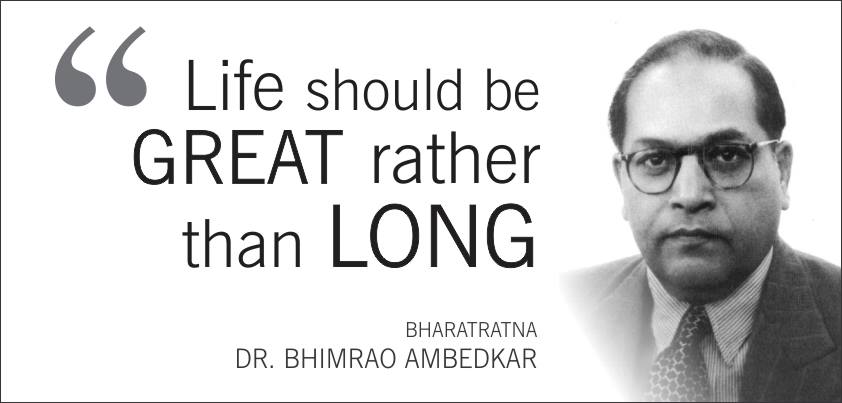 “ Life should be
GREAT rather
than LONG
BHARATRATNA
DR. BHIMRAO AMBEDKAR